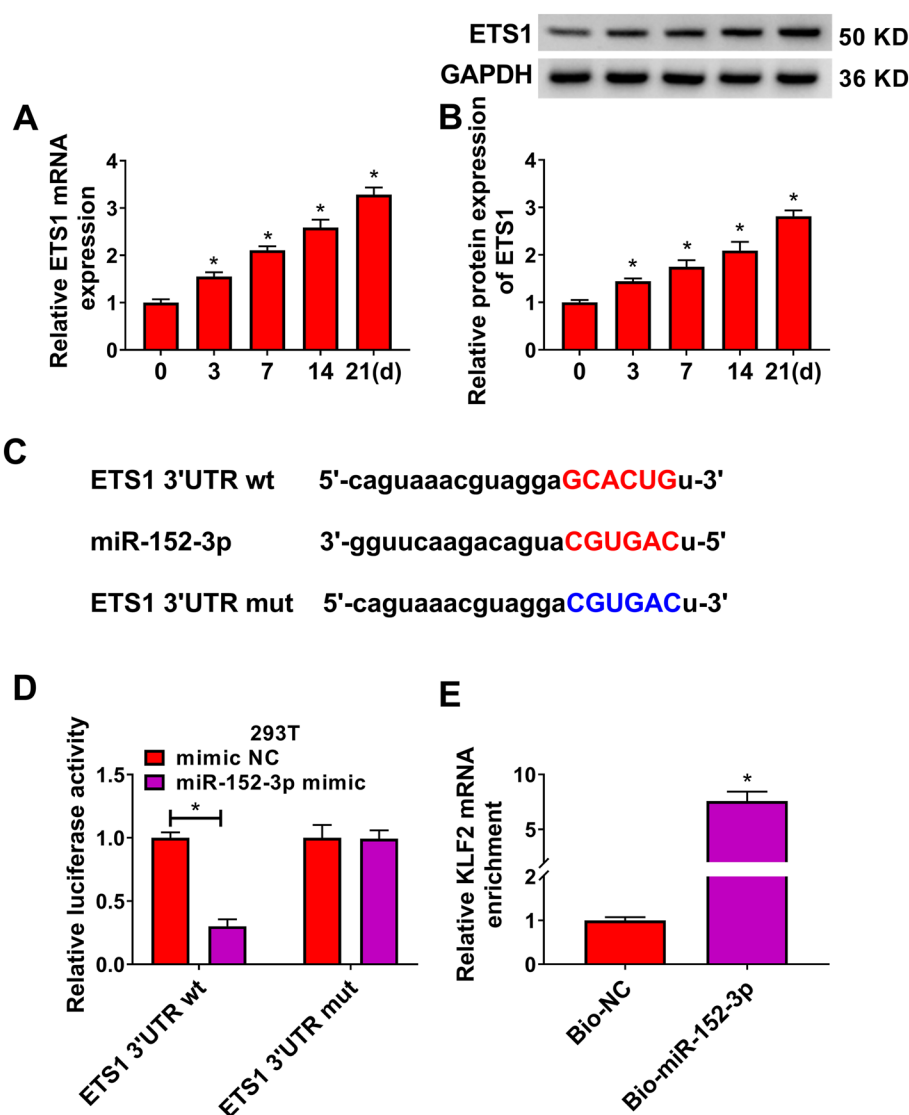 ETS1 50 KD
GAPDH 36 KD
A
Relative ETS1 mRNA
expression
4
3
2
1
0
*
*
*
*
0 3 7 14 21(d)
B
Relative protein expression
of ETS1
4
3
2
1
0
*
*
*
*
0 3 7 14 21(d)
C
ETS1 3'UTR wt 5'-caguaaacguaggaGCACUGu-3'
miR-152-3p 3'-gguucaagacaguaCGUGACu-5'
ETS1 3'UTR mut 5'-caguaaacguaggaCGUGACu-3'
D
293T
mimic NC
miR-152-3p mimic
Relative luciferase activity
1.5
1.0
0.5
0.0
*
ETS1 3'UTR wt
ETS1 3'UTR mut
E
Relative KLF2 mRNA
enrichment
10
5
2
1
0
*
Bio-NC
Bio-miR-152-3p